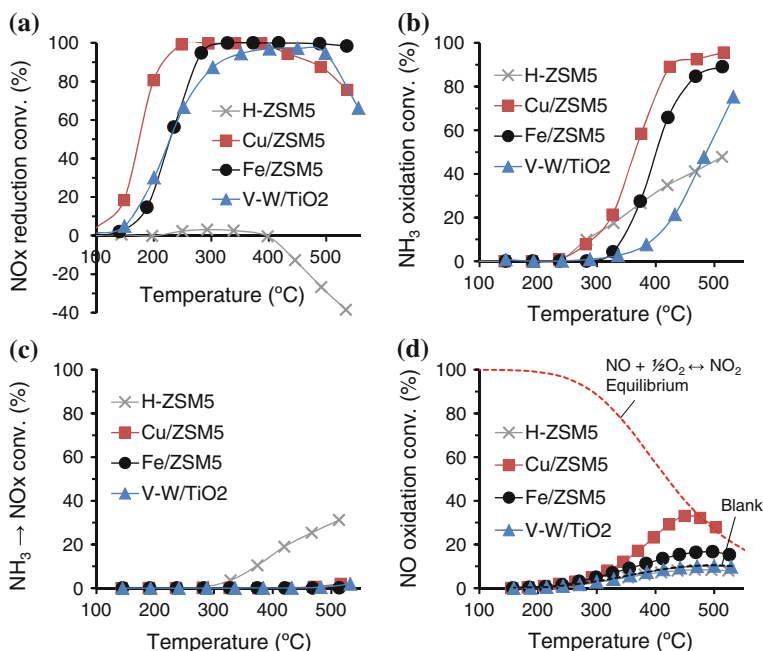 (a)
NOx reduction conv. (%)
100
80
60
40
20
0
-20
-40
100 200 300 400 500
Temperature (ºC)
H-ZSM5
Cu/ZSM5
Fe/ZSM5
V-W/TiO2
(b)
NH₃ oxidation conv. (%)
100
80
60
40
20
0
100 200 300 400 500
Temperature (ºC)
H-ZSM5
Cu/ZSM5
Fe/ZSM5
V-W/TiO2
(c)
NH₃ → NOx conv. (%)
100
80
60
40
20
0
100 200 300 400 500
Temperature (ºC)
H-ZSM5
Cu/ZSM5
Fe/ZSM5
V-W/TiO2
(d)
NO oxidation conv. (%)
100
80
60
40
20
0
100 200 300 400 500
Temperature (ºC)
NO + ½O₂ ↔ NO₂
Equilibrium
H-ZSM5
Cu/ZSM5
Fe/ZSM5
V-W/TiO2
Blank